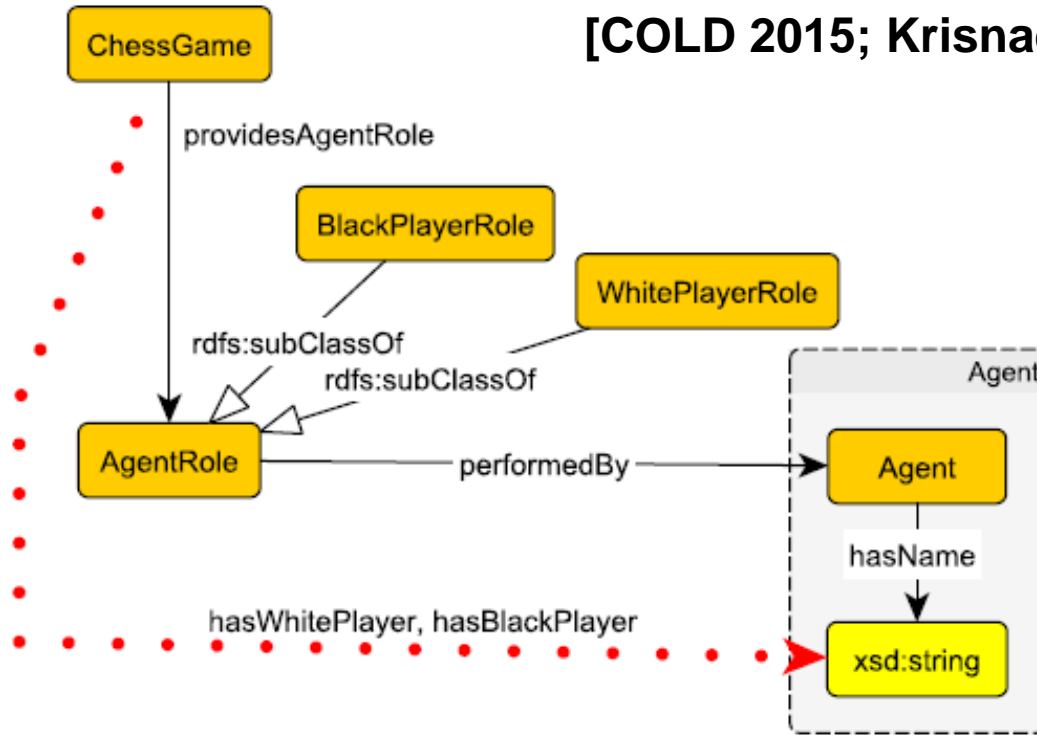 [COLD 2015;
ChessGame
providesAgentRole
BlackPlayerRole
WhitePlayerRole
rdfs:subClassOf
rdfs:subClassOf
Agent
AgentRole
performedBy
Agent
hasName
hasWhitePlayer, hasBlackPlayer
xsd:string